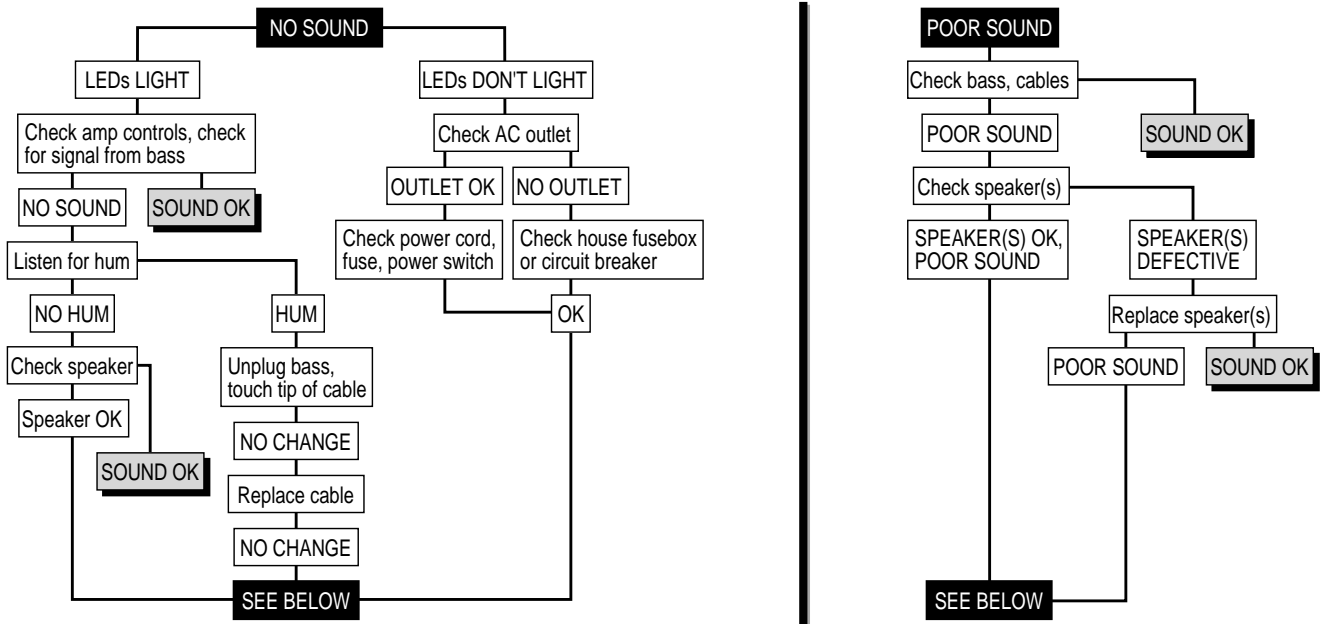 NO SOUND
LEDs LIGHT
LEDs DON'T LIGHT
Check amp controls, check
for signal from bass
Check AC outlet
NO SOUND
SOUND OK
OUTLET OK
NO OUTLET
Listen for hum
Check power cord,
fuse, power switch
Check house fusebox
or circuit breaker
NO HUM
HUM
OK
Check speaker
Unplug bass,
touch tip of cable
Speaker OK
NO CHANGE
SOUND OK
Replace cable
NO CHANGE
SEE BELOW
POOR SOUND
Check bass, cables
POOR SOUND
SOUND OK
Check speaker(s)
SPEAKER(S) OK,
POOR SOUND
SPEAKER(S)
DEFECTIVE
Replace speaker(s)
POOR SOUND
SOUND OK
SEE BELOW